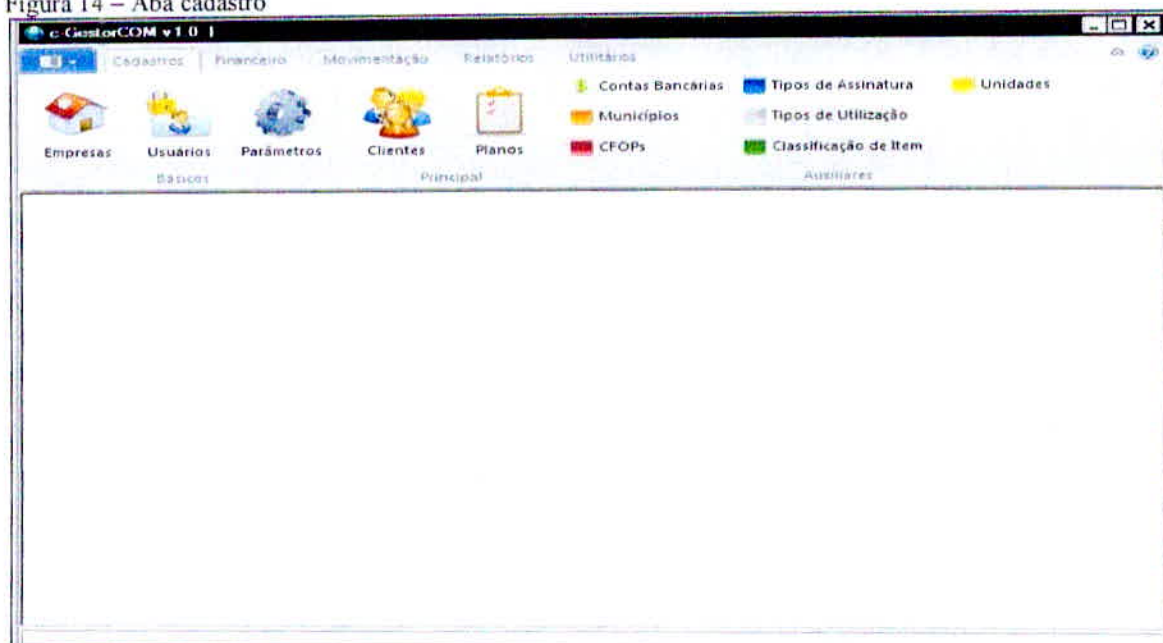 Figura 14 – Aba cadastro
e-GestorCOM v1.0
Cadastros Financeiro Movimentação Relatórios Utilitários
Contas Bancárias Tipos de Assinatura Unidades
Municípios Tipos de Utilização
CFOPs Classificação de Item
Empresas Usuários Parâmetros Clientes Planos
Básicos Principal Auxiliares